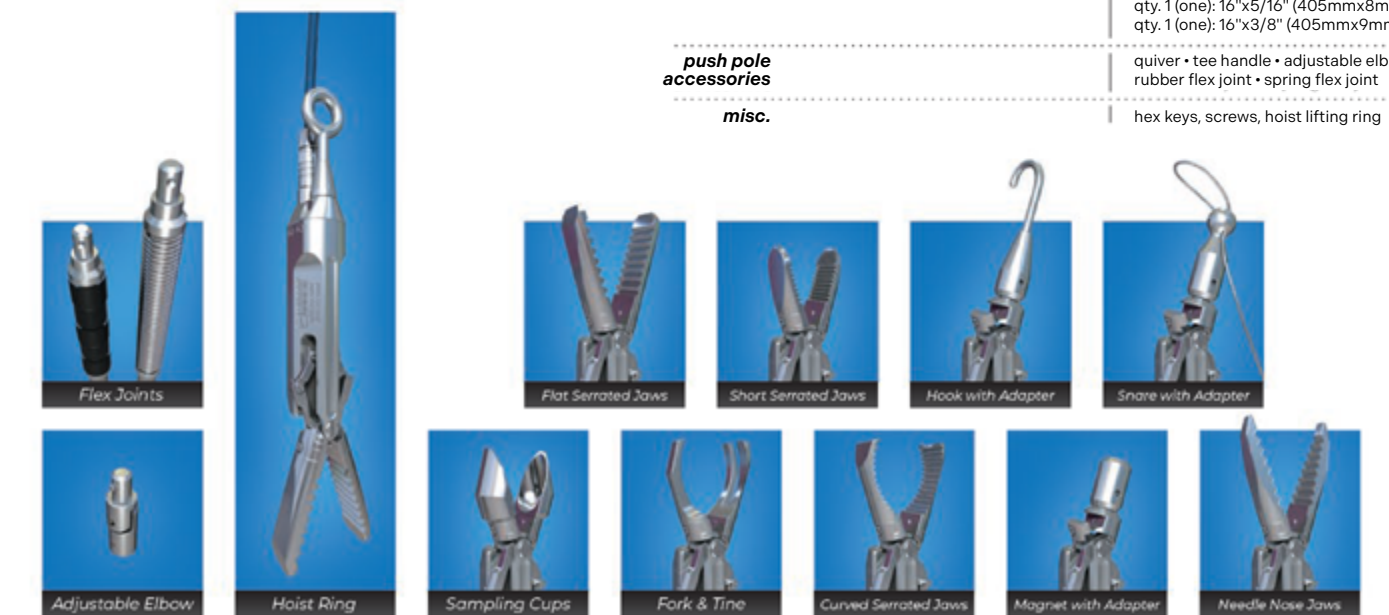 qty. 1 (one): 16"x5/16" (405mmx8m
qty. 1 (one): 16"x3/8" (405mmx9mm
push pole
accessories
quiver • tee handle • adjustable elb
rubber flex joint • spring flex joint
misc.
hex keys, screws, hoist lifting ring
Flex Joints
Flat Serrated Jaws
Short Serrated Jaws
Hook with Adapter
Snare with Adapter
Adjustable Elbow
Hoist Ring
Sampling Cups
Fork & Tine
Curved Serrated Jaws
Magnet with Adapter
Needle Nose Jaws